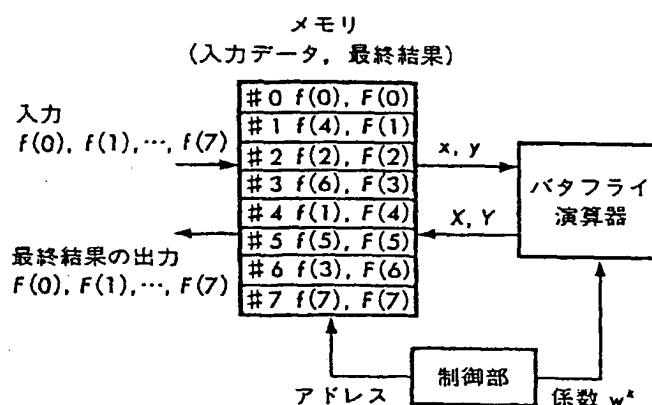 メモリ
(入力データ, 最終結果)
入力
f(0), f(1),…, f(7)
#0 f(0), F(0)
#1 f(4), F(1)
#2 f(2), F(2)
#3 f(6), F(3)
#4 f(1), F(4)
#5 f(5), F(5)
#6 f(3), F(6)
#7 f(7), F(7)
x, y
X, Y
バタフライ
演算器
最終結果の出力
F(0), F(1),…, F(7)
制御部
アドレス
係数 wᵏ